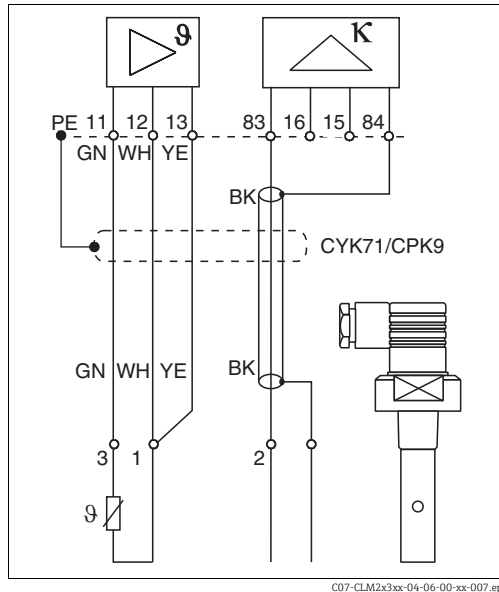 ϑ κ
PE 11 12 13 83 16 15 84
GN WH YE
BK
CYK71/CPK9
GN WH YE BK
3 1 2
ϑ
C07-CLM2x3xx-04-06-00-xx-007.en